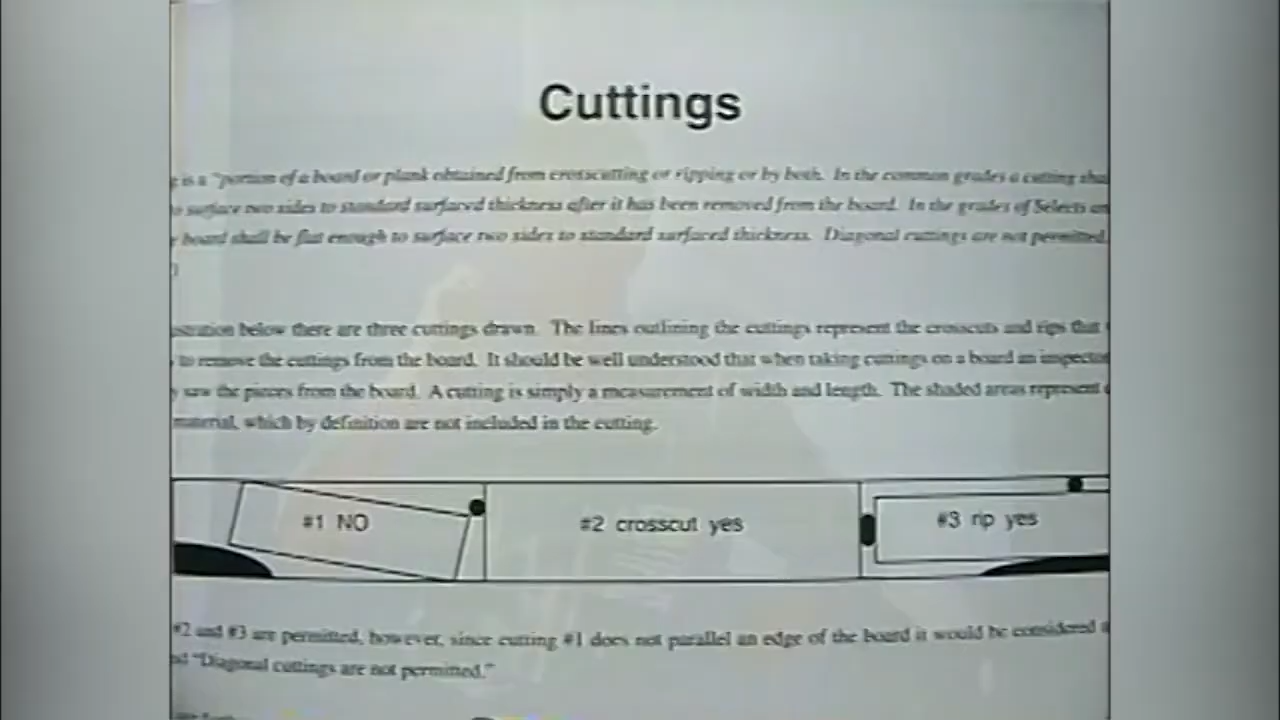 Cuttings
is a "portion of a board or plank obtained from crosscutting or ripping or by both. In the common grades a cutting
surface two sides to standard surfaced thickness after it has been removed from the board. In the grades of Selects
board shall be flat enough to surface two sides to standard surfaced thickness. Diagonal cuttings are not permitted.
below there are three cuttings drawn. The lines outlining the cuttings represent the crosscuts and rips that
to remove the cuttings from the board. It should be well understood that when taking cuttings on a board an inspector
saw the pieces from the board. A cutting is simply a measurement of width and length. The shaded areas represent
material, which by definition are not included in the cutting.
#1 NO
#2 crosscut yes
#3 rip yes
#2 and #3 are permitted, however, since cutting #1 does not parallel an edge of the board it would be considered
"Diagonal cuttings are not permitted."